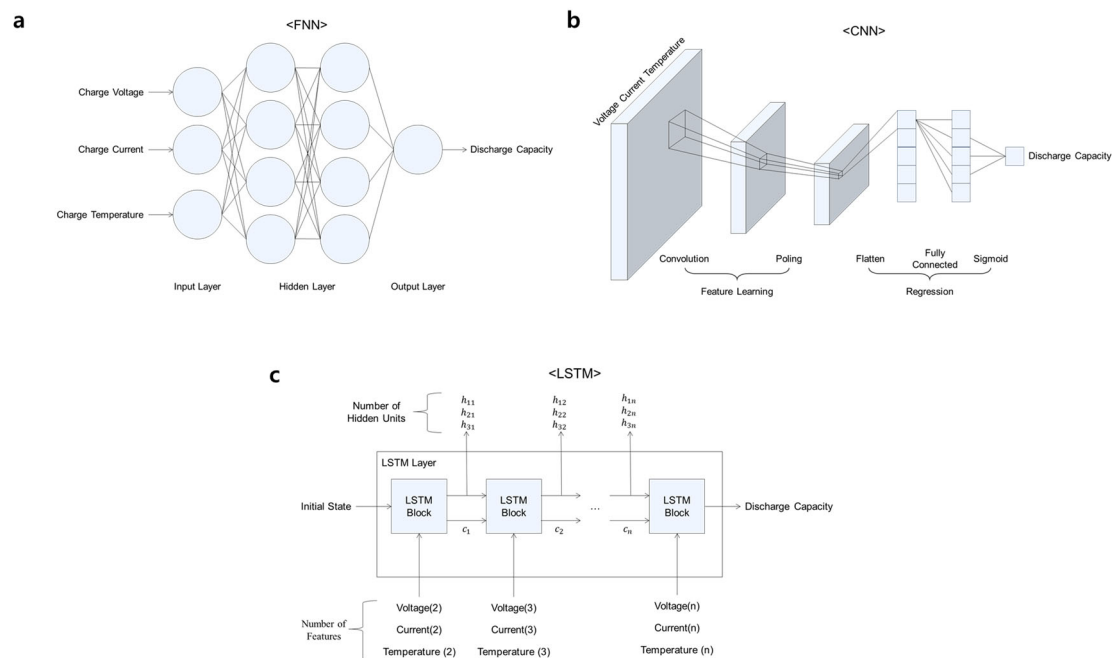 a
<FNN>
Charge Voltage
Charge Current
Charge Temperature
Discharge Capacity
Input Layer
Hidden Layer
Output Layer
b
<CNN>
Voltage Current Temperature
Discharge Capacity
Convolution
Poling
Flatten
Fully
Connected
Sigmoid
Feature Learning
Regression
c
<LSTM>
Number of
Hidden Units
h11
h21
h31
h12
h22
h32
h1n
h2n
h3n
LSTM Layer
Initial State
LSTM
Block
c1
LSTM
Block
c2
...
cn
LSTM
Block
Discharge Capacity
Number of
Features
Voltage(2)
Current(2)
Temperature (2)
Voltage(3)
Current(3)
Temperature (3)
Voltage(n)
Current(n)
Temperature (n)